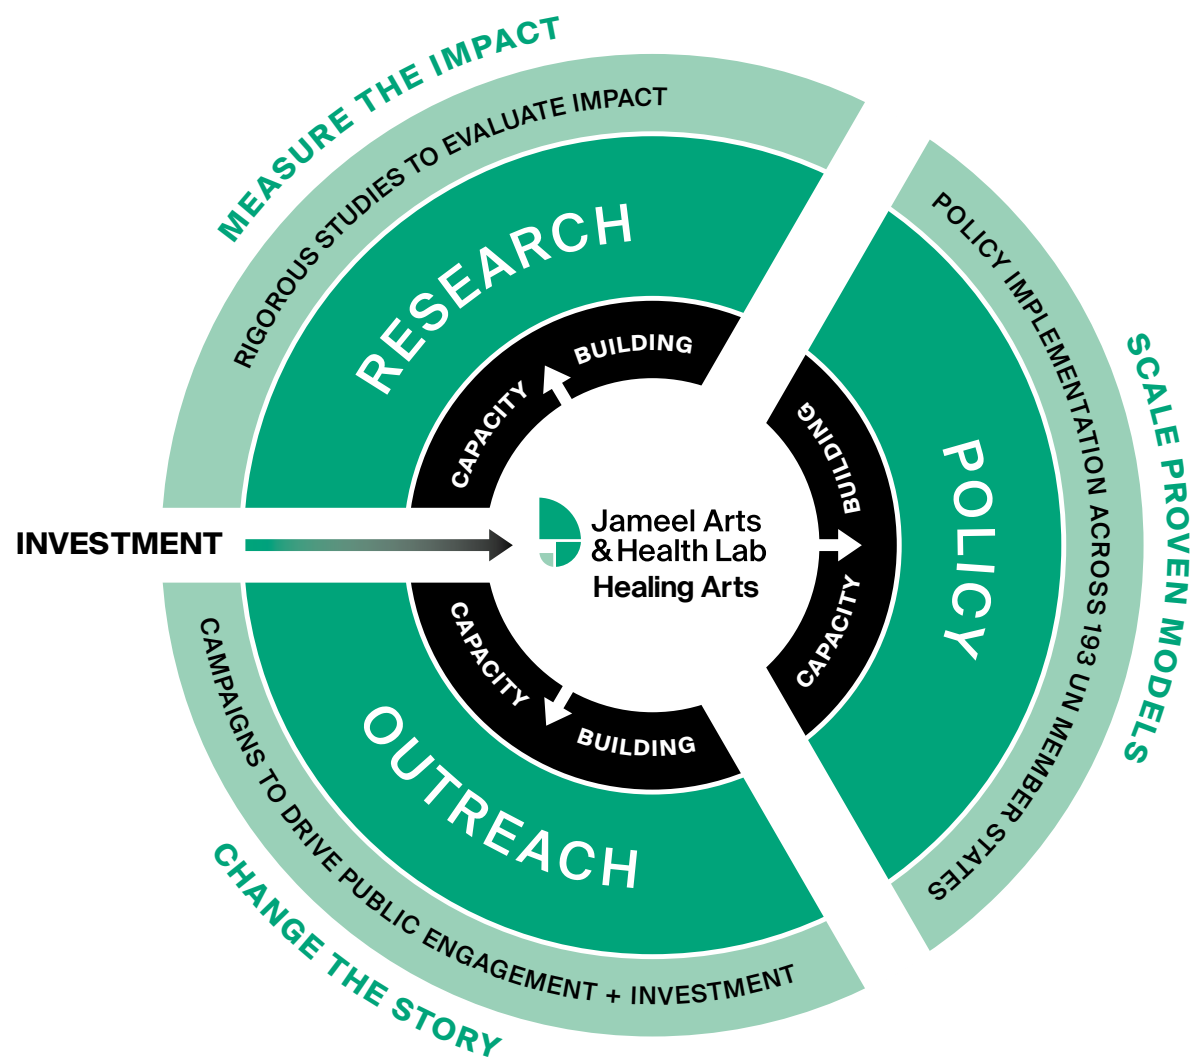 MEASURE THE IMPACT
RIGOROUS STUDIES TO EVALUATE IMPACT
RESEARCH
CAPACITY BUILDING
SCALE PROVEN MODELS
POLICY IMPLEMENTATION ACROSS 193 UN MEMBER STATES
POLICY
CAPACITY BUILDING
INVESTMENT
Jameel Arts
& Health Lab
Healing Arts
CAPACITY BUILDING
OUTREACH
CAMPAIGNS TO DRIVE PUBLIC ENGAGEMENT + INVESTMENT
CHANGE THE STORY